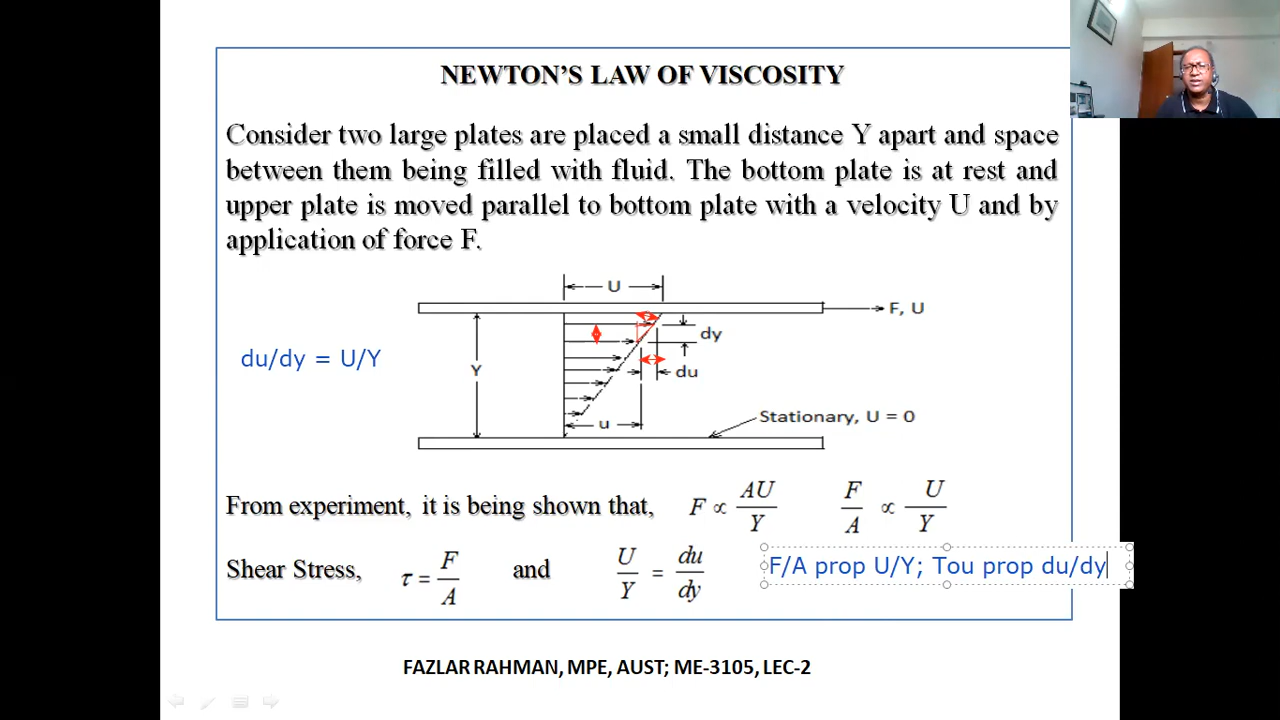 NEWTON'S LAW OF VISCOSITY
Consider two large plates are placed a small distance Y apart and space
between them being filled with fluid. The bottom plate is at rest and
upper plate is moved parallel to bottom plate with a velocity U and by
application of force F.
U
F, U
dy
du/dy = U/Y
Y
du
Stationary, U = 0
u
From experiment, it is being shown that, F ∝ AU/Y F/A ∝ U/Y
Shear Stress, τ = F/A and U/Y = du/dy F/A prop U/Y; Tou prop du/dy
FAZLAR RAHMAN, MPE, AUST; ME-3105, LEC-2